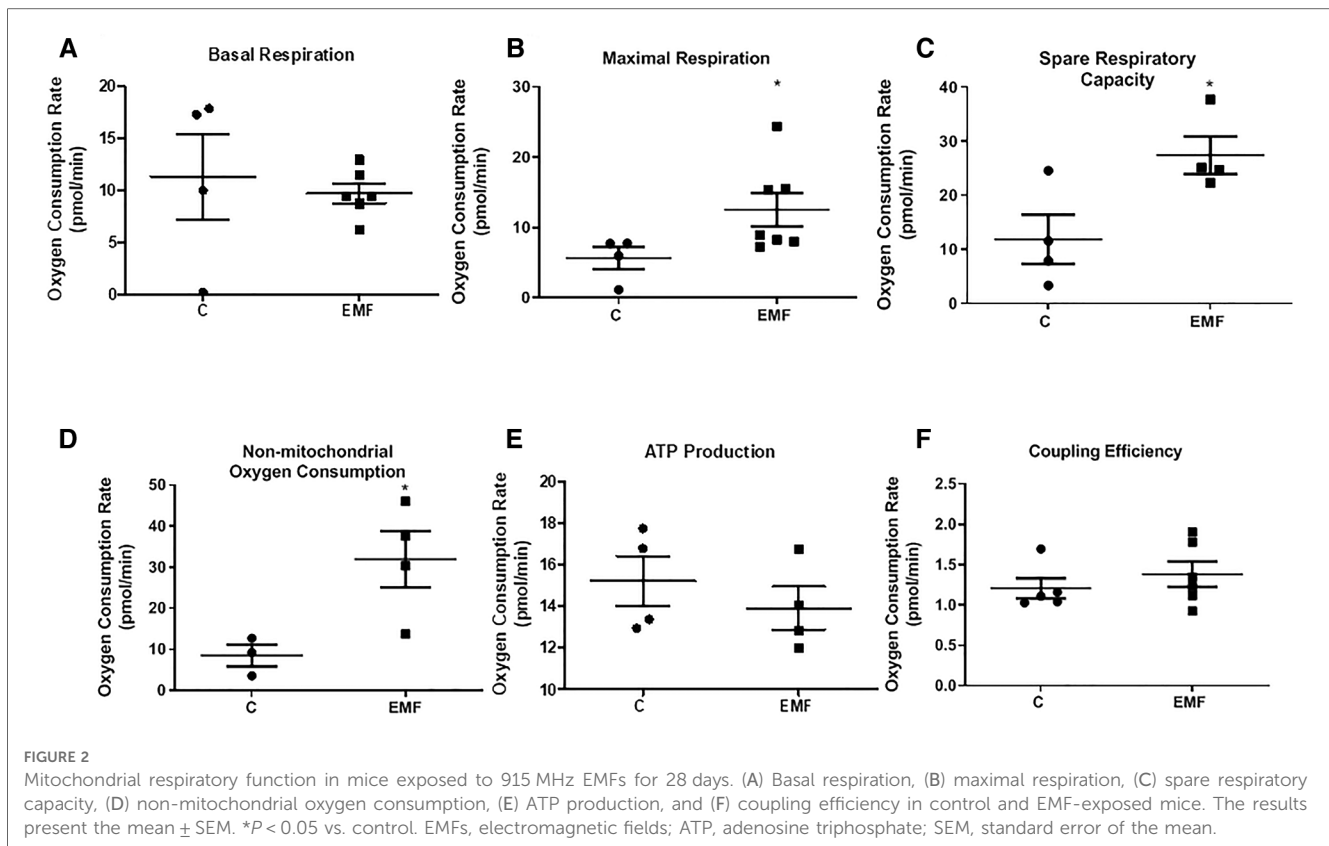 A
Basal Respiration
Oxygen Consumption Rate
(pmol/min)
20
15
10
5
0
C
EMF
B
Maximal Respiration
Oxygen Consumption Rate
(pmol/min)
30
20
10
0
*
C
EMF
C
Spare Respiratory
Capacity
Oxygen Consumption Rate
(pmol/min)
40
30
20
10
0
*
C
EMF
D
Non-mitochondrial
Oxygen Consumption
Oxygen Consumption Rate
(pmol/min)
50
40
30
20
10
0
*
C
EMF
E
ATP Production
Oxygen Consumption Rate
(pmol/min)
20
18
16
14
12
10
C
EMF
F
Coupling Efficiency
Oxygen Consumption Rate
(pmol/min)
2.5
2.0
1.5
1.0
0.5
0.0
C
EMF
FIGURE 2
Mitochondrial respiratory function in mice exposed to 915 MHz EMFs for 28 days. (A) Basal respiration, (B) maximal respiration, (C) spare respiratory
capacity, (D) non-mitochondrial oxygen consumption, (E) ATP production, and (F) coupling efficiency in control and EMF-exposed mice. The results
present the mean ± SEM. *P < 0.05 vs. control. EMFs, electromagnetic fields; ATP, adenosine triphosphate; SEM, standard error of the mean.